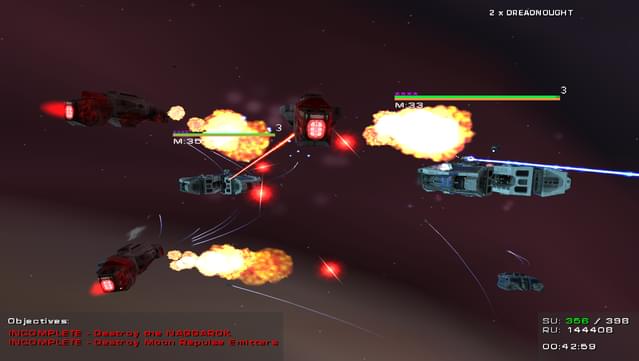 2 x DREADNOUGHT
3
M:33
3
M:35
Objectives:
INCOMPLETE - Destroy the NAGGAROK
INCOMPLETE - Destroy Moon Repulse Emitters
SU: 356 / 398
RU: 144408
00:42:59